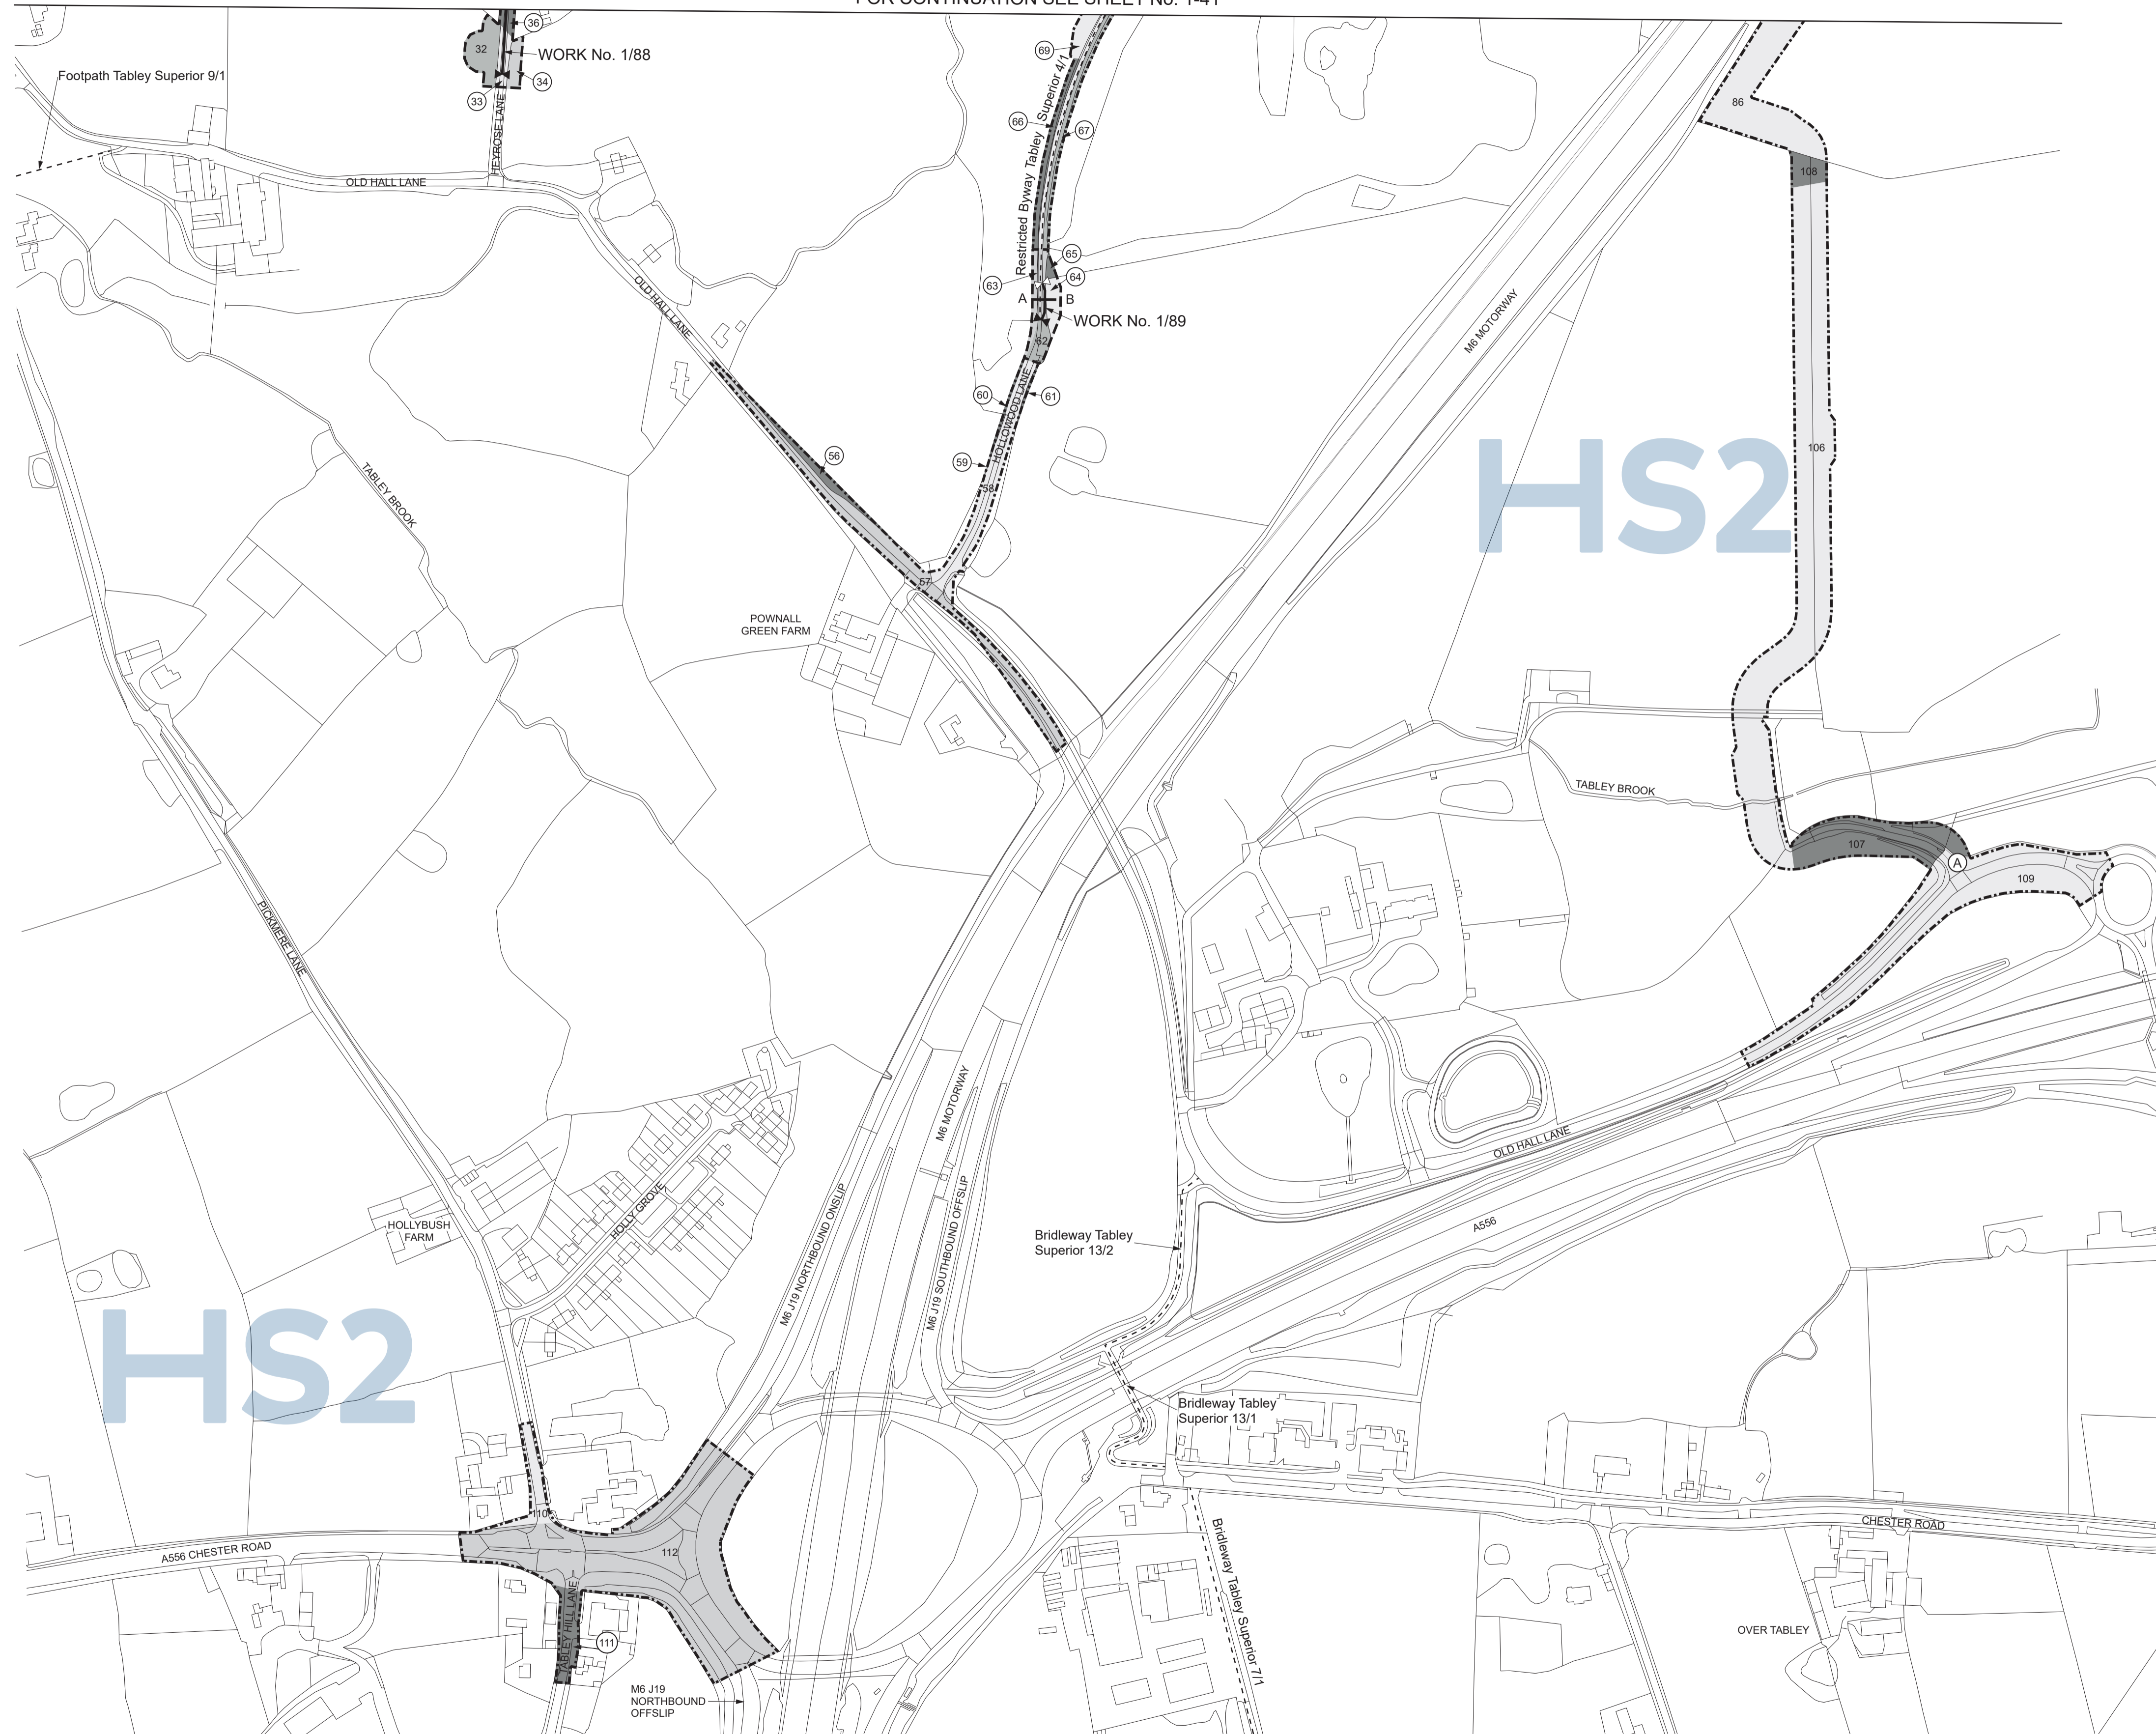 FOR CONTINUATION SEE SHEET No. 1-41
36
32
WORK No. 1/88
34
33
Footpath Tabley Superior 9/1
HEYROSE LANE
OLD HALL LANE
69
Restricted Byway Tabley Superior 4/1
66
67
86
108
65
64
63
A
B
WORK No. 1/89
62
OLD HALL LANE
M6 MOTORWAY
60
61
HOLLOWOOD LANE
59
58
56
57
HS2
106
TABLEY BROOK
POWNALL
GREEN FARM
TABLEY BROOK
107
A
109
PICKMERE LANE
M6 MOTORWAY
OLD HALL LANE
HOLLYBUSH
FARM
HOLLY GROVE
M6 J19 NORTHBOUND ONSLIP
M6 J19 SOUTHBOUND OFFSLIP
Bridleway Tabley
Superior 13/2
A556
HS2
Bridleway Tabley
Superior 13/1
110
112
A556 CHESTER ROAD
CHESTER ROAD
TABLEY HILL LANE
111
Bridleway Tabley Superior 7/1
OVER TABLEY
M6 J19
NORTHBOUND
OFFSLIP